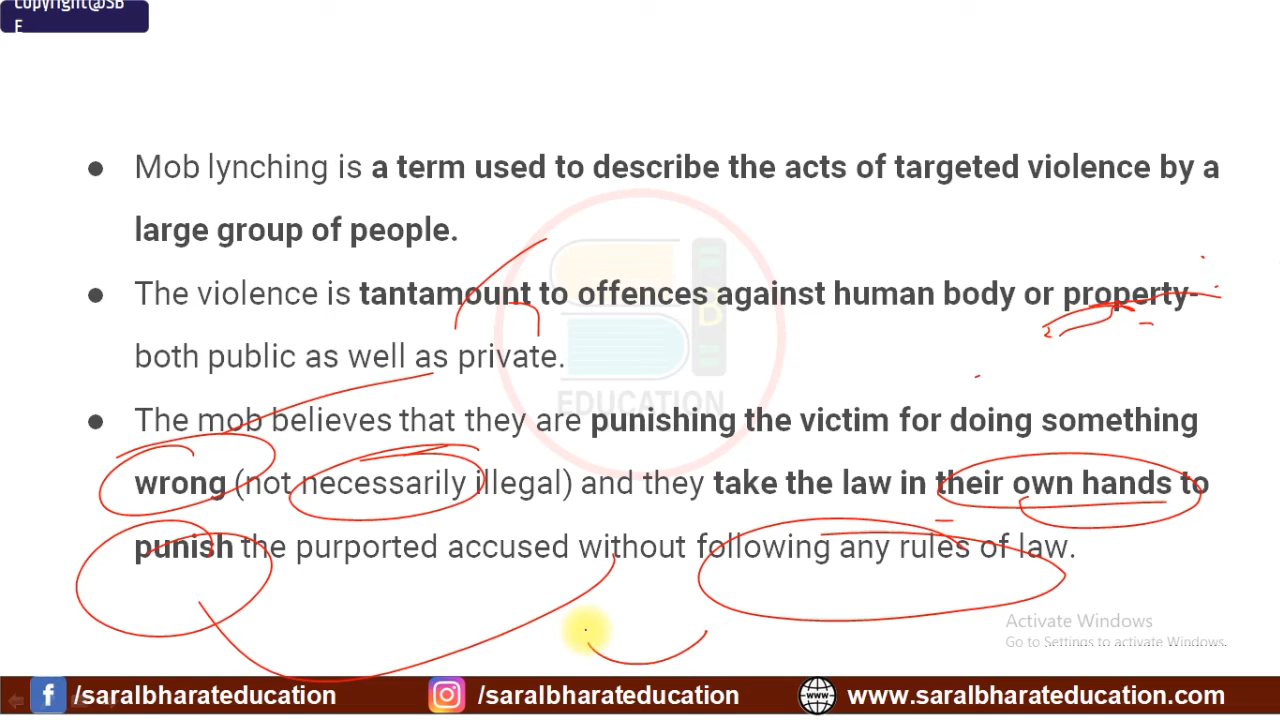 Copyright@SB
E
● Mob lynching is a term used to describe the acts of targeted violence by a
large group of people.
● The violence is tantamount to offences against human body or property-
both public as well as private.
● The mob believes that they are punishing the victim for doing something
wrong (not necessarily illegal) and they take the law in their own hands to
punish the purported accused without following any rules of law.
B
EDUCATION
Activate Windows
Go to Settings to activate Windows.
/saralbharateducation /saralbharateducation www.saralbharateducation.com